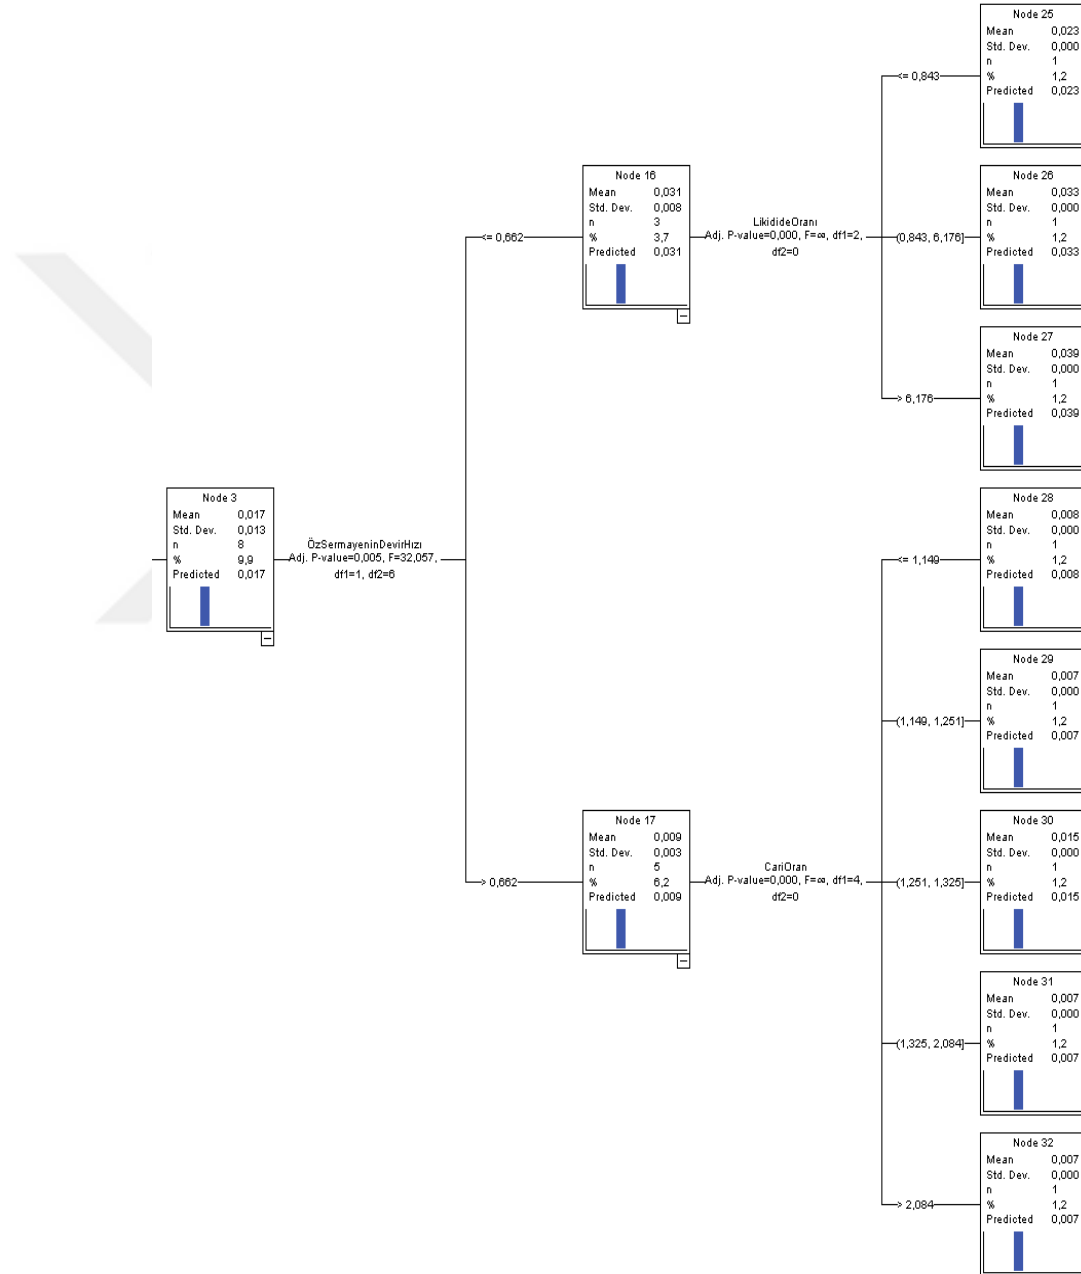 Node 25
Mean 0,023
Std. Dev. 0,000
n 1
% 1,2
Predicted 0,023
<= 0,843
Node 16
Mean 0,031
Std. Dev. 0,008
n 3
% 3,7
Predicted 0,031
<= 0,662
LikidideOranı
Adj. P-value=0,000, F=∞, df1=2,
df2=0
Node 26
Mean 0,033
Std. Dev. 0,000
n 1
% 1,2
Predicted 0,033
(0,843, 6,176]
Node 27
Mean 0,039
Std. Dev. 0,000
n 1
% 1,2
Predicted 0,039
> 6,176
Node 3
Mean 0,017
Std. Dev. 0,013
n 8
% 9,9
Predicted 0,017
ÖzSermayeninDevirHızı
Adj. P-value=0,005, F=32,057,
df1=1, df2=6
Node 28
Mean 0,008
Std. Dev. 0,000
n 1
% 1,2
Predicted 0,008
<= 1,149
Node 29
Mean 0,007
Std. Dev. 0,000
n 1
% 1,2
Predicted 0,007
(1,149, 1,251]
Node 17
Mean 0,009
Std. Dev. 0,003
n 5
% 6,2
Predicted 0,009
> 0,662
CariOran
Adj. P-value=0,000, F=∞, df1=4,
df2=0
Node 30
Mean 0,015
Std. Dev. 0,000
n 1
% 1,2
Predicted 0,015
(1,251, 1,325]
Node 31
Mean 0,007
Std. Dev. 0,000
n 1
% 1,2
Predicted 0,007
(1,325, 2,084]
Node 32
Mean 0,007
Std. Dev. 0,000
n 1
% 1,2
Predicted 0,007
> 2,084